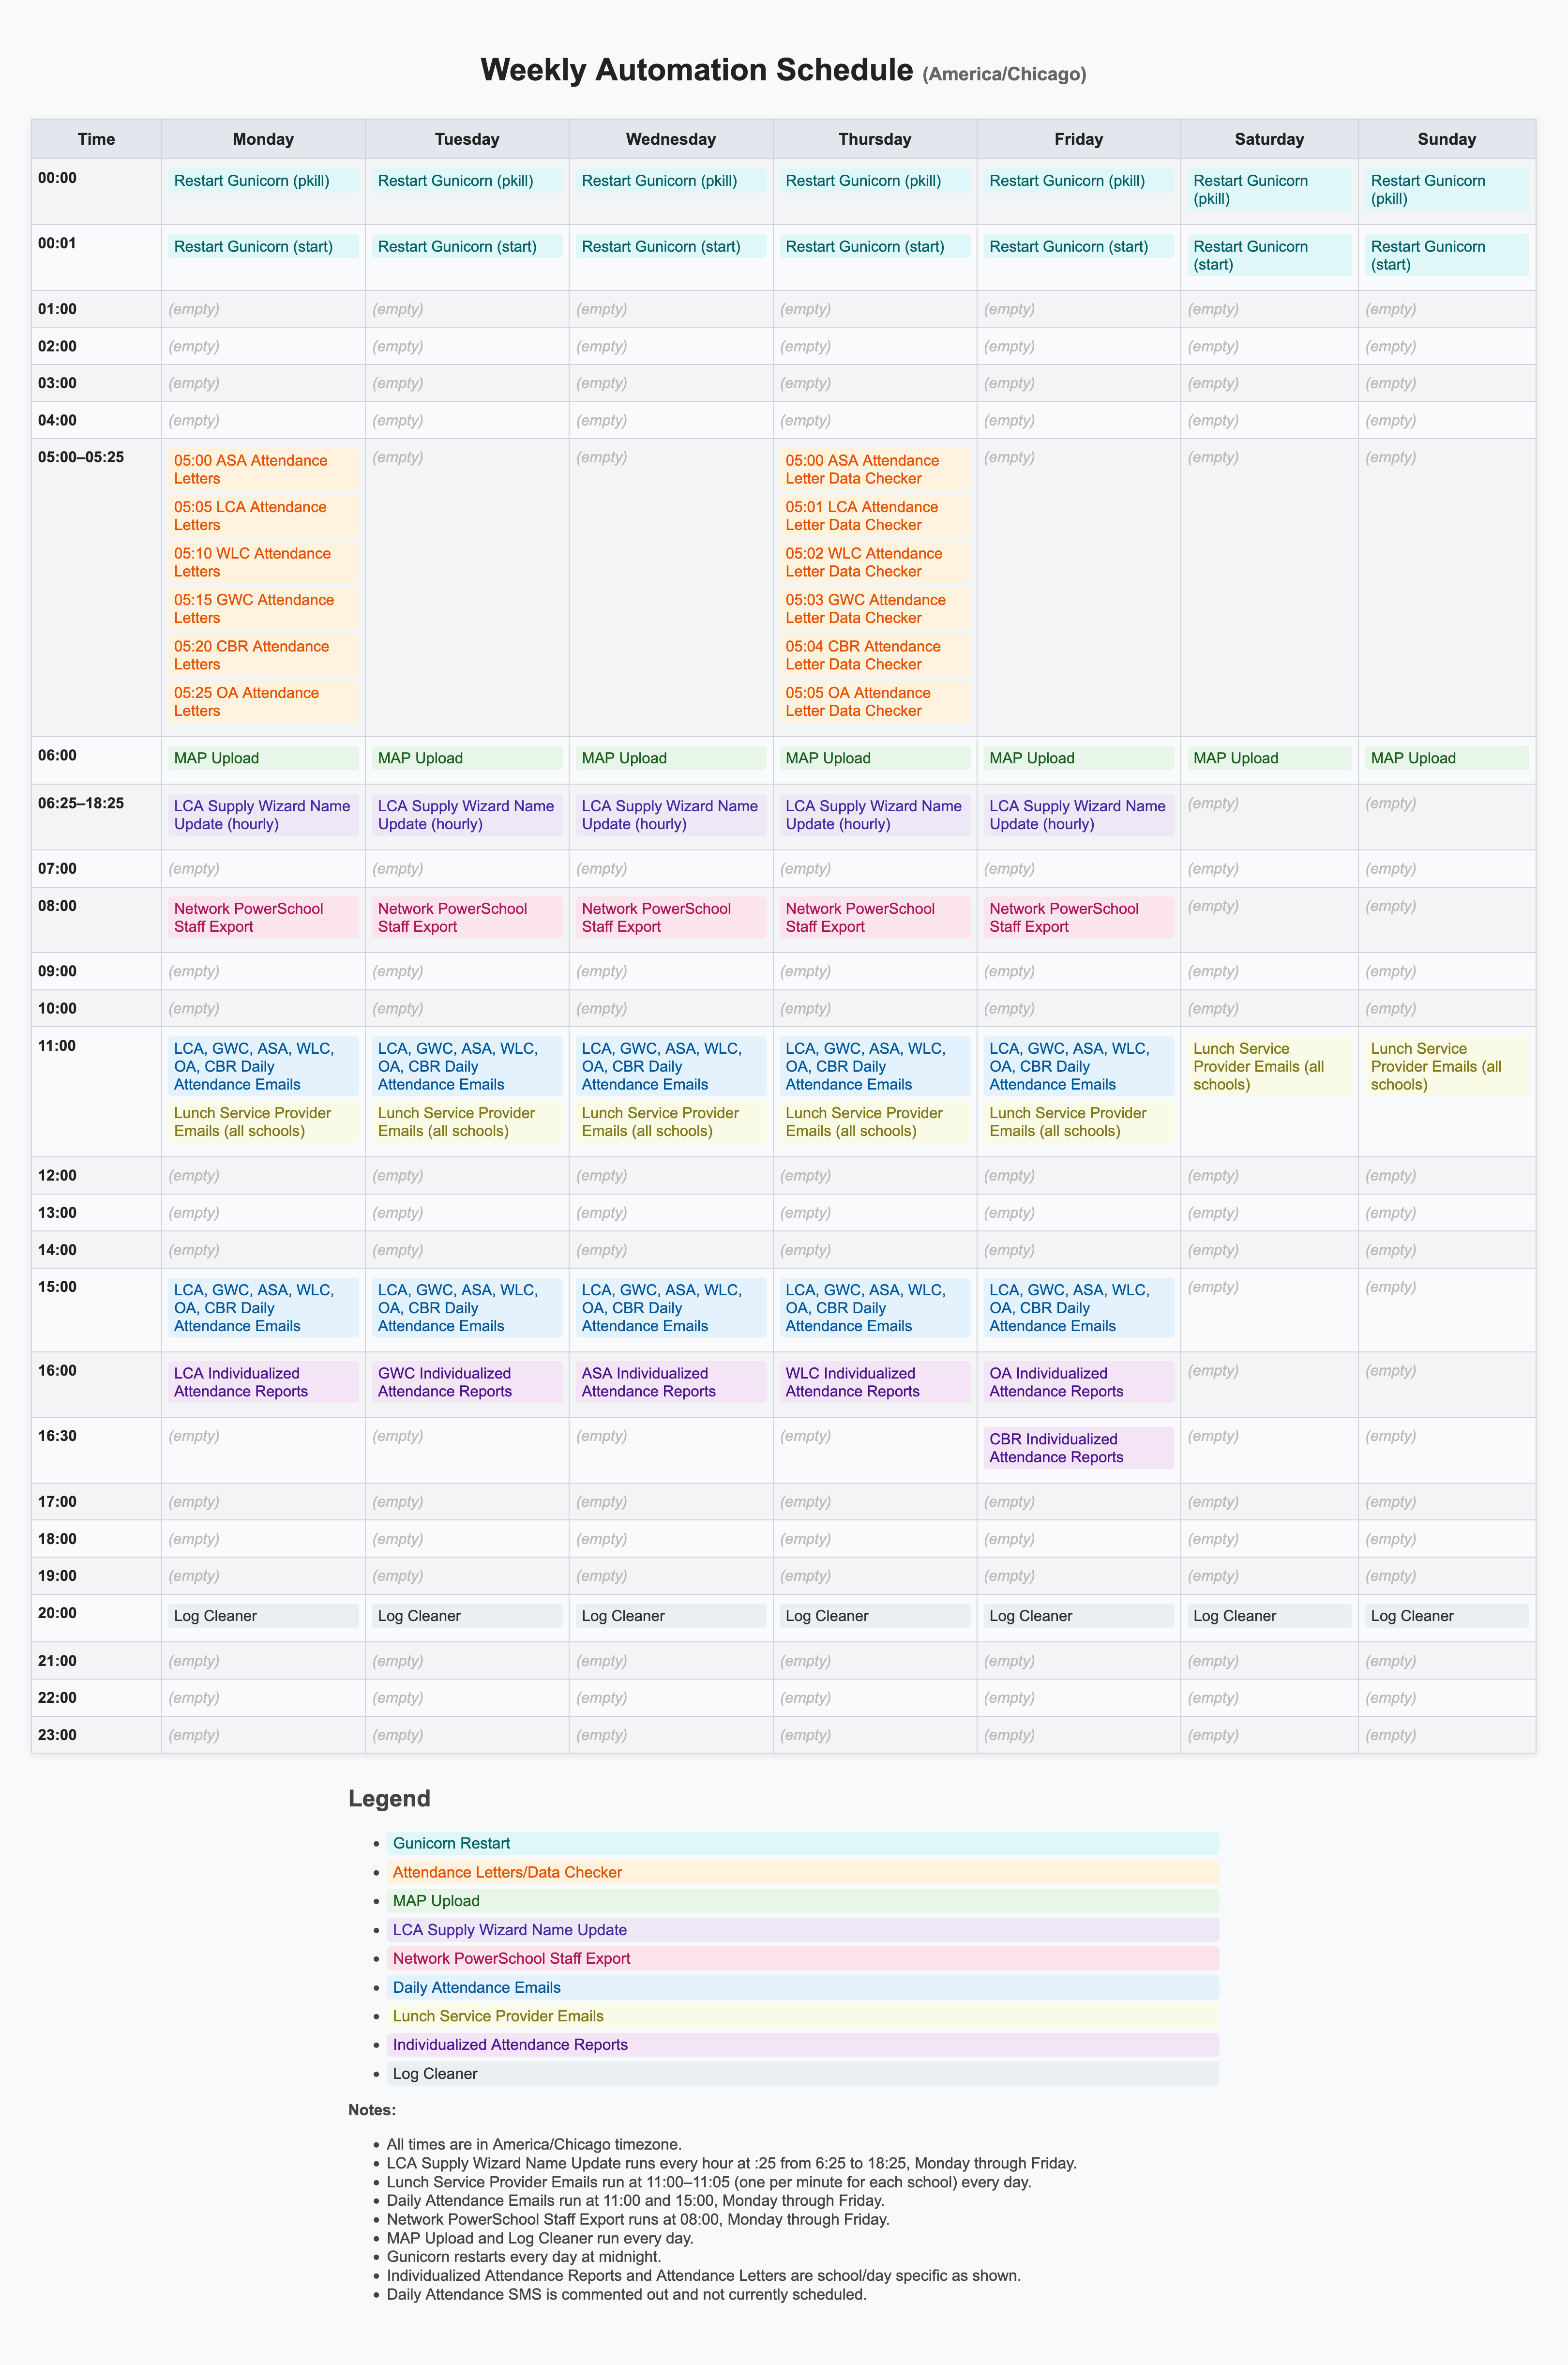 Weekly Automation Schedule (America/Chicago)
Time Monday Tuesday Wednesday Thursday Friday Saturday Sunday
00:00 Restart Gunicorn (pkill) Restart Gunicorn (pkill) Restart Gunicorn (pkill) Restart Gunicorn (pkill) Restart Gunicorn (pkill) Restart Gunicorn Restart Gunicorn
(pkill) (pkill)
00:01 Restart Gunicorn (start) Restart Gunicorn (start) Restart Gunicorn (start) Restart Gunicorn (start) Restart Gunicorn (start) Restart Gunicorn Restart Gunicorn
(start) (start)
01:00 (empty) (empty) (empty) (empty) (empty) (empty) (empty)
02:00 (empty) (empty) (empty) (empty) (empty) (empty) (empty)
03:00 (empty) (empty) (empty) (empty) (empty) (empty) (empty)
04:00 (empty) (empty) (empty) (empty) (empty) (empty) (empty)
05:00–05:25 05:00 ASA Attendance (empty) (empty) 05:00 ASA Attendance (empty) (empty) (empty)
Letters Letter Data Checker
05:05 LCA Attendance 05:01 LCA Attendance
Letters Letter Data Checker
05:10 WLC Attendance 05:02 WLC Attendance
Letters Letter Data Checker
05:15 GWC Attendance 05:03 GWC Attendance
Letters Letter Data Checker
05:20 CBR Attendance 05:04 CBR Attendance
Letters Letter Data Checker
05:25 OA Attendance 05:05 OA Attendance
Letters Letter Data Checker
06:00 MAP Upload MAP Upload MAP Upload MAP Upload MAP Upload MAP Upload MAP Upload
06:25–18:25 LCA Supply Wizard Name LCA Supply Wizard Name LCA Supply Wizard Name LCA Supply Wizard Name LCA Supply Wizard Name (empty) (empty)
Update (hourly) Update (hourly) Update (hourly) Update (hourly) Update (hourly)
07:00 (empty) (empty) (empty) (empty) (empty) (empty) (empty)
08:00 Network PowerSchool Network PowerSchool Network PowerSchool Network PowerSchool Network PowerSchool (empty) (empty)
Staff Export Staff Export Staff Export Staff Export Staff Export
09:00 (empty) (empty) (empty) (empty) (empty) (empty) (empty)
10:00 (empty) (empty) (empty) (empty) (empty) (empty) (empty)
11:00 LCA, GWC, ASA, WLC, LCA, GWC, ASA, WLC, LCA, GWC, ASA, WLC, LCA, GWC, ASA, WLC, LCA, GWC, ASA, WLC, Lunch Service Lunch Service
OA, CBR Daily OA, CBR Daily OA, CBR Daily OA, CBR Daily OA, CBR Daily Provider Emails (all Provider Emails (all
Attendance Emails Attendance Emails Attendance Emails Attendance Emails Attendance Emails schools) schools)
Lunch Service Provider Lunch Service Provider Lunch Service Provider Lunch Service Provider Lunch Service Provider
Emails (all schools) Emails (all schools) Emails (all schools) Emails (all schools) Emails (all schools)
12:00 (empty) (empty) (empty) (empty) (empty) (empty) (empty)
13:00 (empty) (empty) (empty) (empty) (empty) (empty) (empty)
14:00 (empty) (empty) (empty) (empty) (empty) (empty) (empty)
15:00 LCA, GWC, ASA, WLC, LCA, GWC, ASA, WLC, LCA, GWC, ASA, WLC, LCA, GWC, ASA, WLC, LCA, GWC, ASA, WLC, (empty) (empty)
OA, CBR Daily OA, CBR Daily OA, CBR Daily OA, CBR Daily OA, CBR Daily
Attendance Emails Attendance Emails Attendance Emails Attendance Emails Attendance Emails
16:00 LCA Individualized GWC Individualized ASA Individualized WLC Individualized OA Individualized (empty) (empty)
Attendance Reports Attendance Reports Attendance Reports Attendance Reports Attendance Reports
16:30 (empty) (empty) (empty) (empty) CBR Individualized (empty) (empty)
Attendance Reports
17:00 (empty) (empty) (empty) (empty) (empty) (empty) (empty)
18:00 (empty) (empty) (empty) (empty) (empty) (empty) (empty)
19:00 (empty) (empty) (empty) (empty) (empty) (empty) (empty)
20:00 Log Cleaner Log Cleaner Log Cleaner Log Cleaner Log Cleaner Log Cleaner Log Cleaner
21:00 (empty) (empty) (empty) (empty) (empty) (empty) (empty)
22:00 (empty) (empty) (empty) (empty) (empty) (empty) (empty)
23:00 (empty) (empty) (empty) (empty) (empty) (empty) (empty)
Legend
• Gunicorn Restart
• Attendance Letters/Data Checker
• MAP Upload
• LCA Supply Wizard Name Update
• Network PowerSchool Staff Export
• Daily Attendance Emails
• Lunch Service Provider Emails
• Individualized Attendance Reports
• Log Cleaner
Notes:
• All times are in America/Chicago timezone.
• LCA Supply Wizard Name Update runs every hour at :25 from 6:25 to 18:25, Monday through Friday.
• Lunch Service Provider Emails run at 11:00–11:05 (one per minute for each school) every day.
• Daily Attendance Emails run at 11:00 and 15:00, Monday through Friday.
• Network PowerSchool Staff Export runs at 08:00, Monday through Friday.
• MAP Upload and Log Cleaner run every day.
• Gunicorn restarts every day at midnight.
• Individualized Attendance Reports and Attendance Letters are school/day specific as shown.
• Daily Attendance SMS is commented out and not currently scheduled.